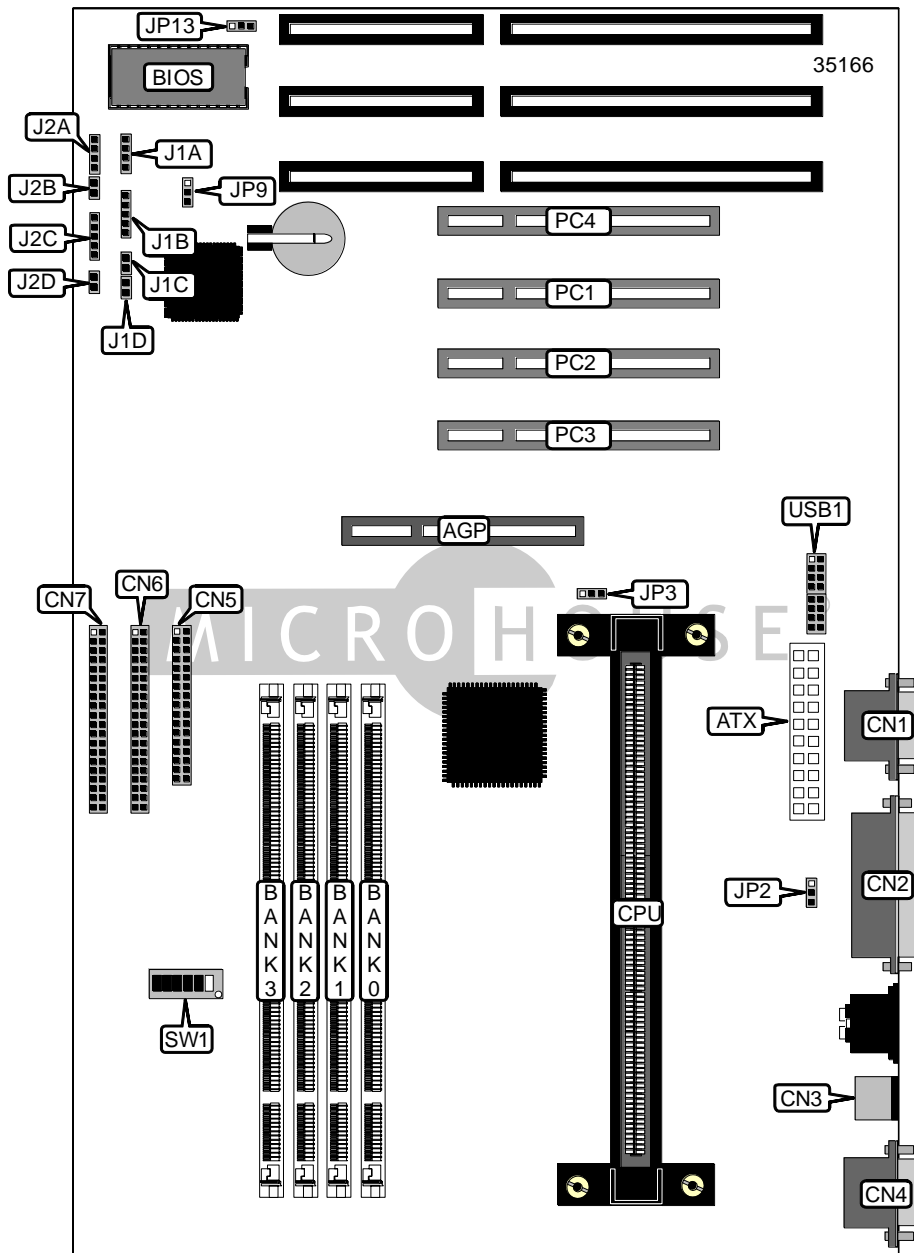 JP13
BIOS
35166
J2A
J1A
J2B
JP9
J2C
J1B
PC4
J2D
J1C
J1D
PC1
PC2
PC3
USB1
AGP
CN7
CN6
CN5
JP3
MICROHOUSE®
ATX
CN1
CN2
JP2
BANK3
BANK2
BANK1
BANK0
CPU
SW1
CN3
CN4